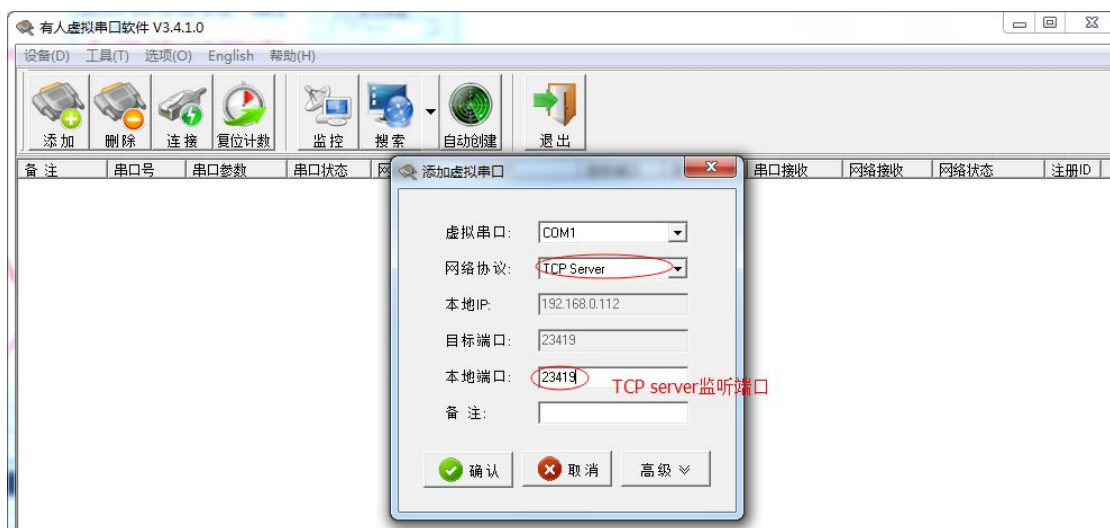 有人虚拟串口软件 V3.4.1.0
设备(D) 工具(T) 选项(O) English 帮助(H)
添加 删除 连接 复位计数 监控 搜索 自动创建 退出
备 注 串口号 串口参数 串口状态 网 串口接收 网络接收 网络状态 注册ID
添加虚拟串口
虚拟串口: COM1
网络协议: TCP Server
本地IP: 192.168.0.112
目标端口: 23419
本地端口: 23419
TCP server监听端口
备 注:
确认 取消 高级